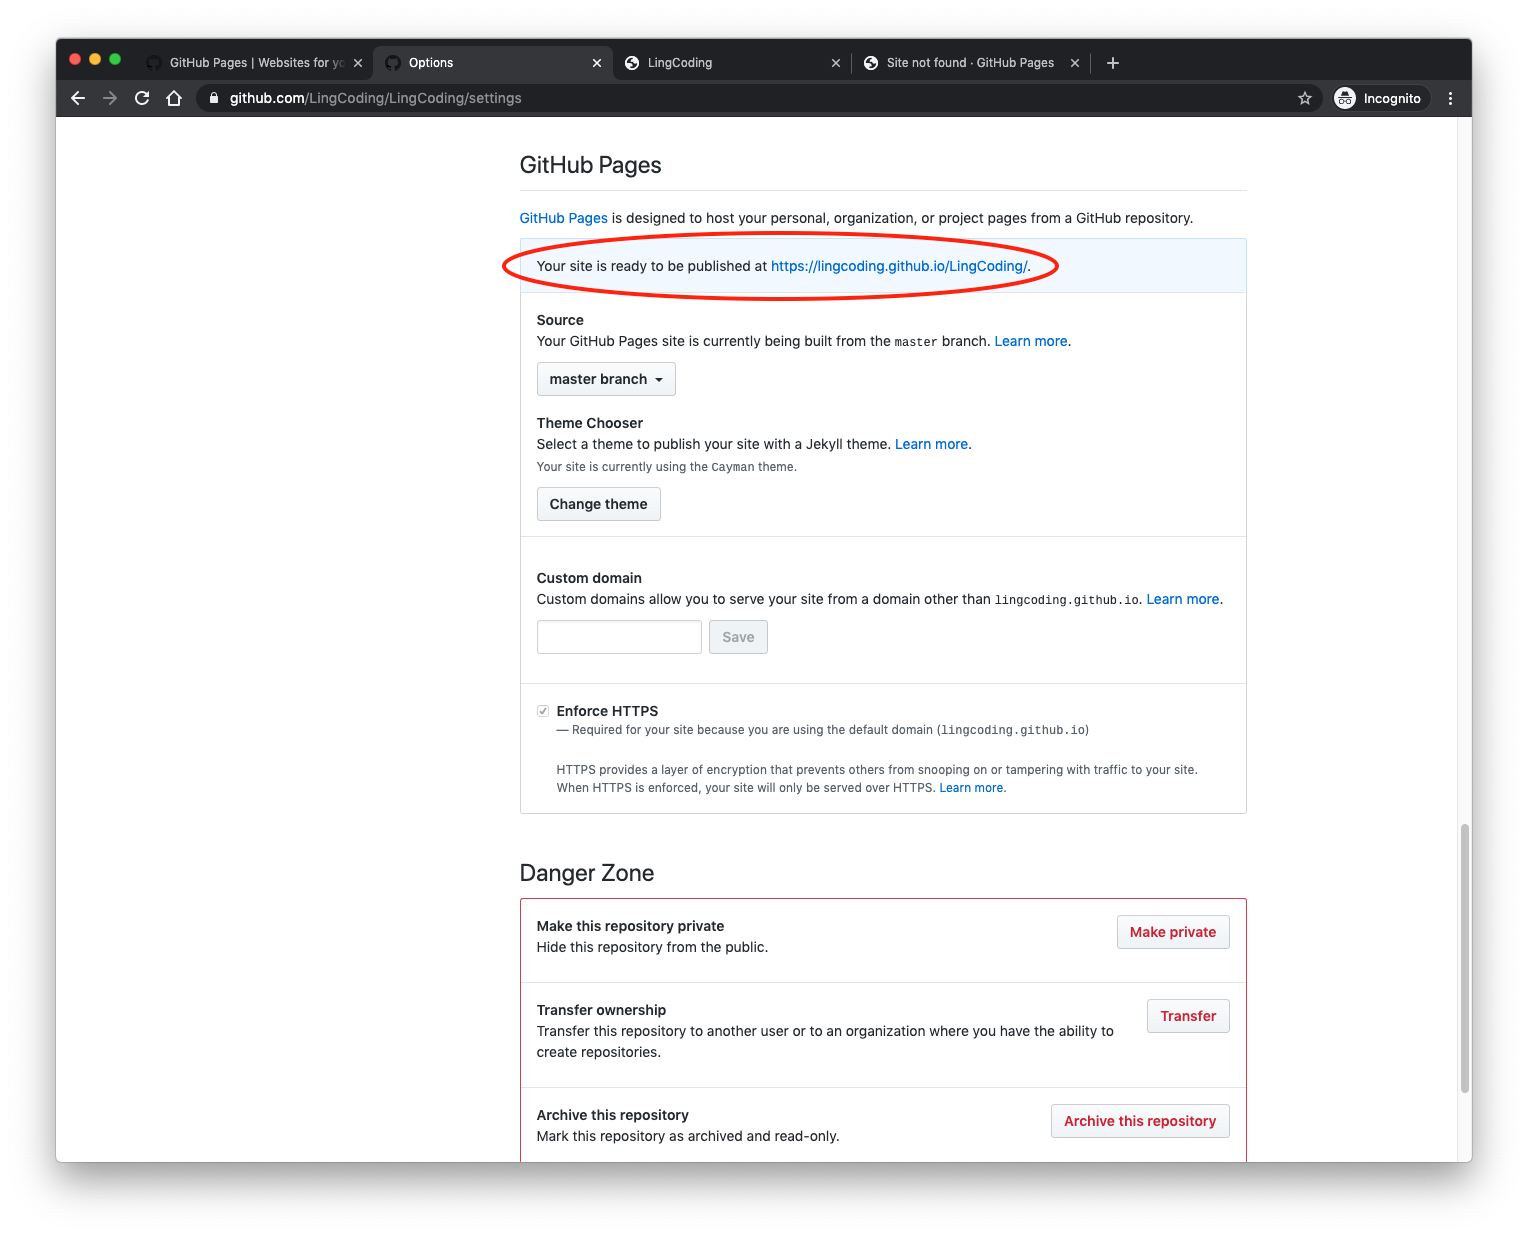 GitHub Pages | Websites for yo
Options
LingCoding
Site not found · GitHub Pages
github.com/LingCoding/LingCoding/settings
Incognito
GitHub Pages
GitHub Pages is designed to host your personal, organization, or project pages from a GitHub repository.
Your site is ready to be published at https://lingcoding.github.io/LingCoding/.
Source
Your GitHub Pages site is currently being built from the master branch. Learn more.
master branch
Theme Chooser
Select a theme to publish your site with a Jekyll theme. Learn more.
Your site is currently using the Cayman theme.
Change theme
Custom domain
Custom domains allow you to serve your site from a domain other than lingcoding.github.io. Learn more.
Save
Enforce HTTPS
— Required for your site because you are using the default domain (lingcoding.github.io)
HTTPS provides a layer of encryption that prevents others from snooping on or tampering with traffic to your site.
When HTTPS is enforced, your site will only be served over HTTPS. Learn more.
Danger Zone
Make this repository private
Hide this repository from the public.
Make private
Transfer ownership
Transfer this repository to another user or to an organization where you have the ability to
create repositories.
Transfer
Archive this repository
Mark this repository as archived and read-only.
Archive this repository